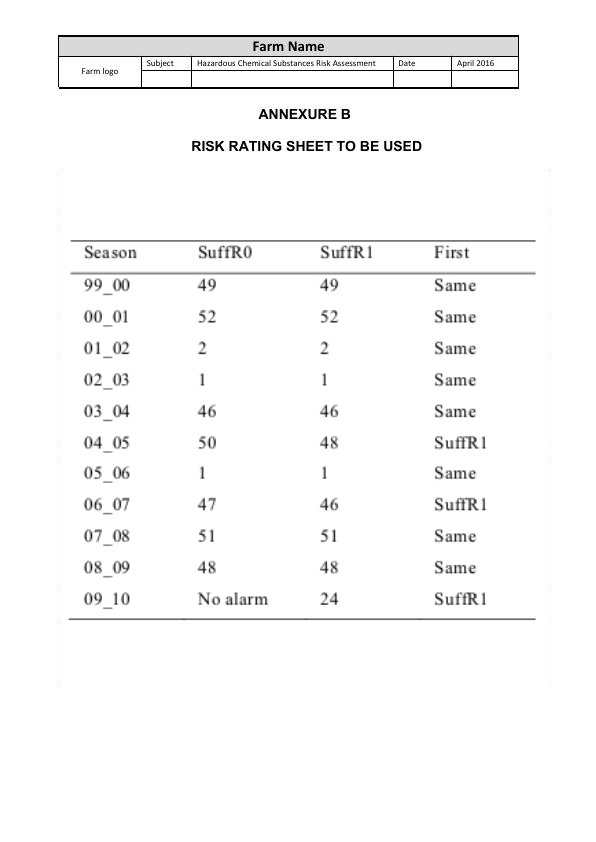 Farm Name
Farm logo
Subject Hazardous Chemical Substances Risk Assessment Date April 2016
ANNEXURE B
RISK RATING SHEET TO BE USED
Season SuffR0 SuffR1 First
99_00 49 49 Same
00_01 52 52 Same
01_02 2 2 Same
02_03 1 1 Same
03_04 46 46 Same
04_05 50 48 SuffR1
05_06 1 1 Same
06_07 47 46 SuffR1
07_08 51 51 Same
08_09 48 48 Same
09_10 No alarm 24 SuffR1